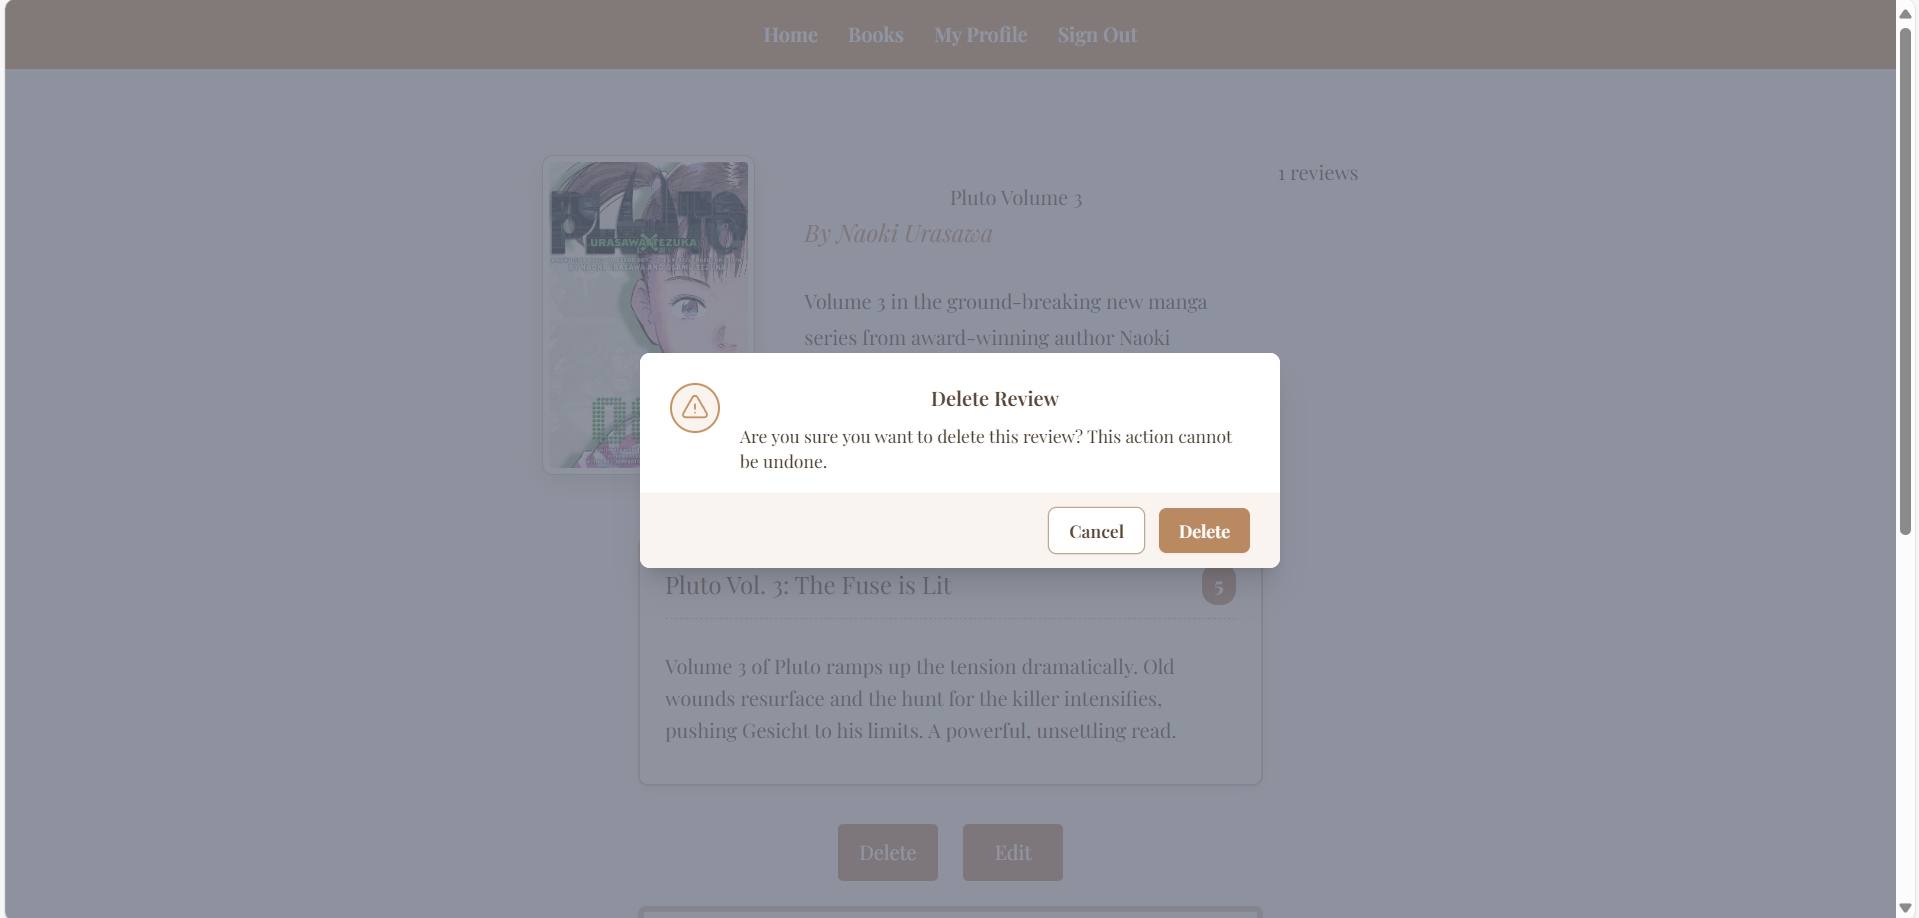 Home Books My Profile Sign Out
1 reviews
Pluto Volume 3
By Naoki Urasawa
PLUTO
URASAWA X TEZUKA
Volume 3 in the ground-breaking new manga
series from award-winning author Naoki
Delete Review
Are you sure you want to delete this review? This action cannot
be undone.
Cancel Delete
Pluto Vol. 3: The Fuse is Lit 5
Volume 3 of Pluto ramps up the tension dramatically. Old
wounds resurface and the hunt for the killer intensifies,
pushing Gesicht to his limits. A powerful, unsettling read.
Delete Edit